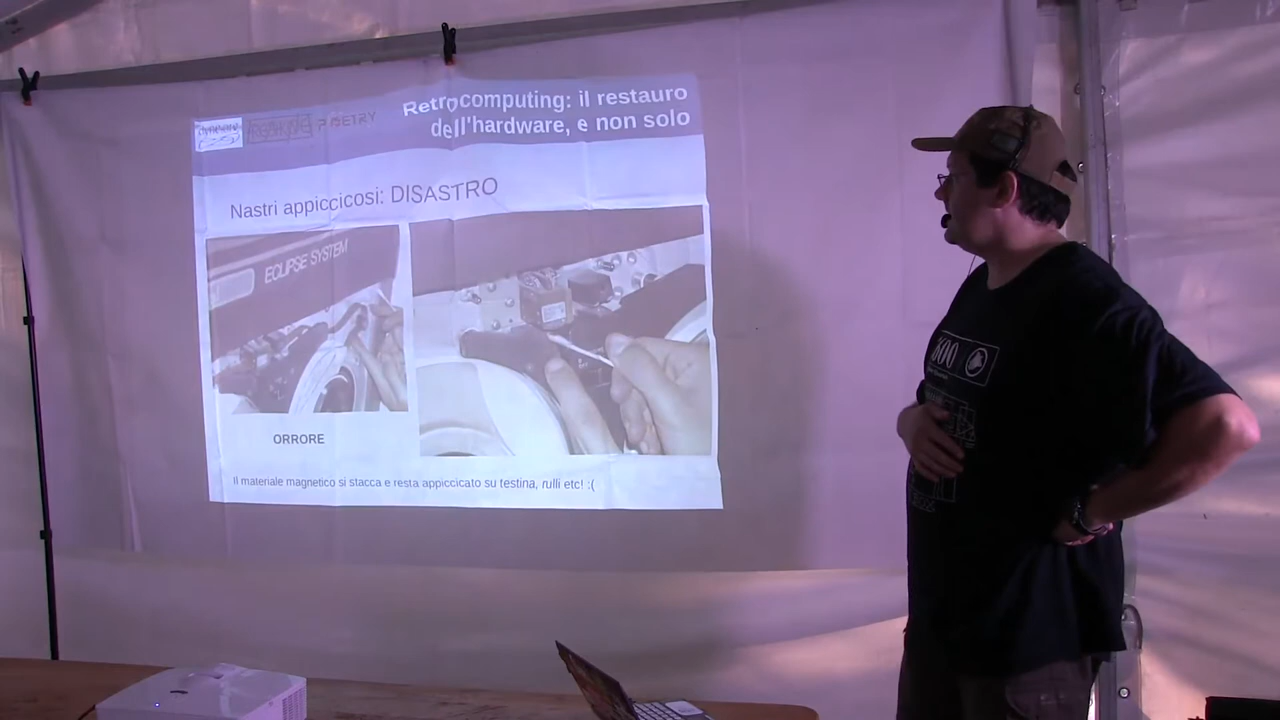 Retrocomputing: il restauro
dell'hardware, e non solo
Nastri appiccicosi: DISASTRO
ECLIPSE SYSTEM
ORRORE
Il materiale magnetico si stacca e resta appiccicato su testina, rulli etc! :(